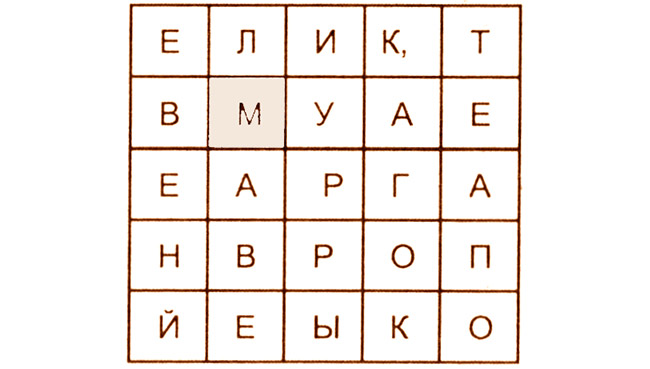 Е Л И К, Т
В М У А Е
Е А Р Г А
Н В Р О П
Й Е Ы К О